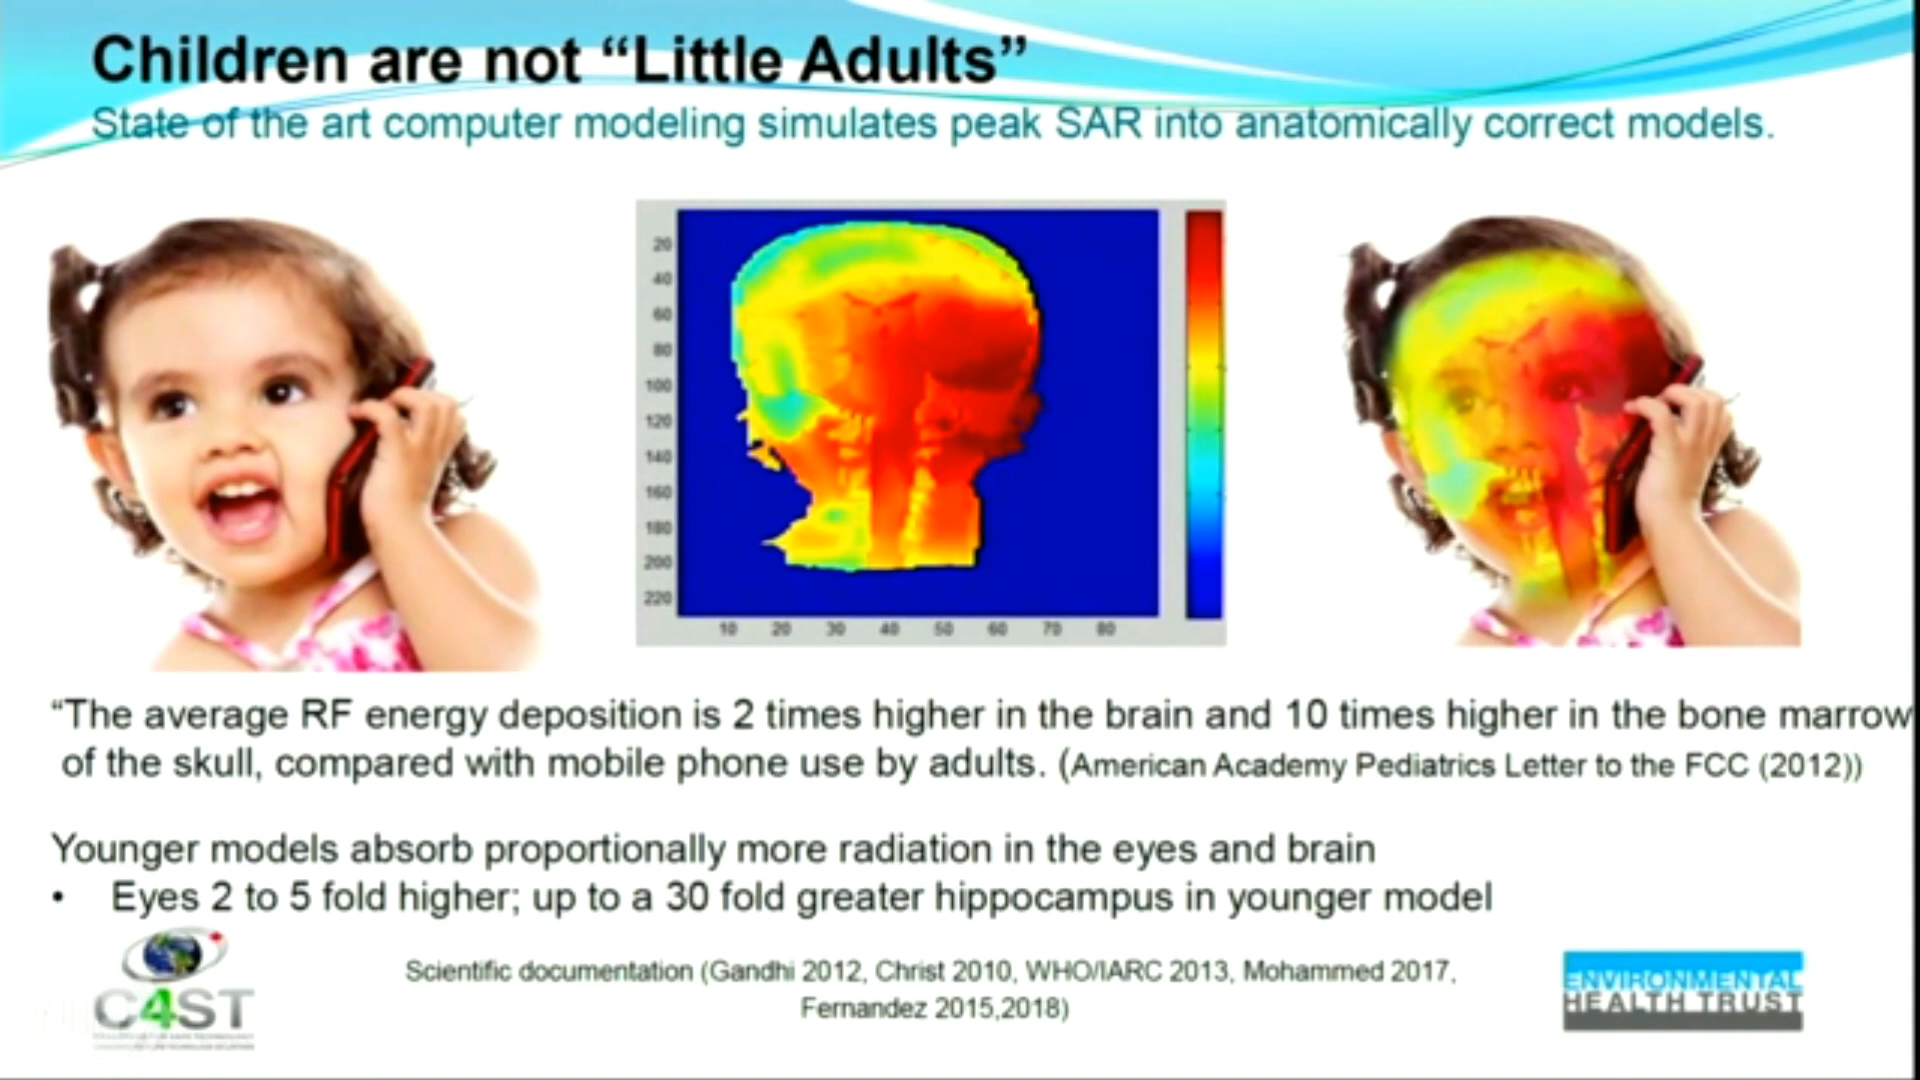 Children are not “Little Adults”
State of the art computer modeling simulates peak SAR into anatomically correct models.
20
40
60
80
100
120
140
160
180
200
220
10 20 30 40 50 60 70 80
“The average RF energy deposition is 2 times higher in the brain and 10 times higher in the bone marrow
of the skull, compared with mobile phone use by adults. (American Academy Pediatrics Letter to the FCC (2012))
Younger models absorb proportionally more radiation in the eyes and brain
• Eyes 2 to 5 fold higher; up to a 30 fold greater hippocampus in younger model
Scientific documentation (Gandhi 2012, Christ 2010, WHO/IARC 2013, Mohammed 2017,
Fernandez 2015,2018)
C4ST
ENVIRONMENTAL
HEALTH TRUST